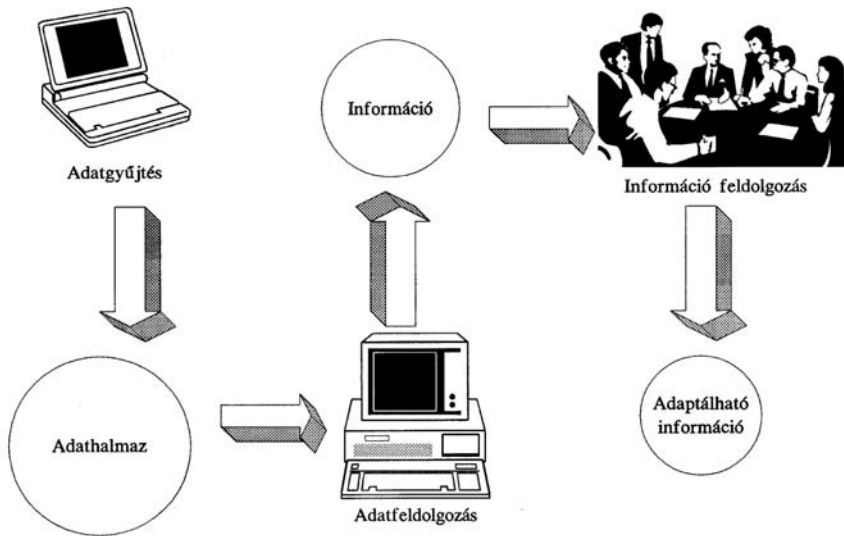 Adatgyűjtés
Információ
Információ feldolgozás
Adathalmaz
Adatfeldolgozás
Adaptálható
információ